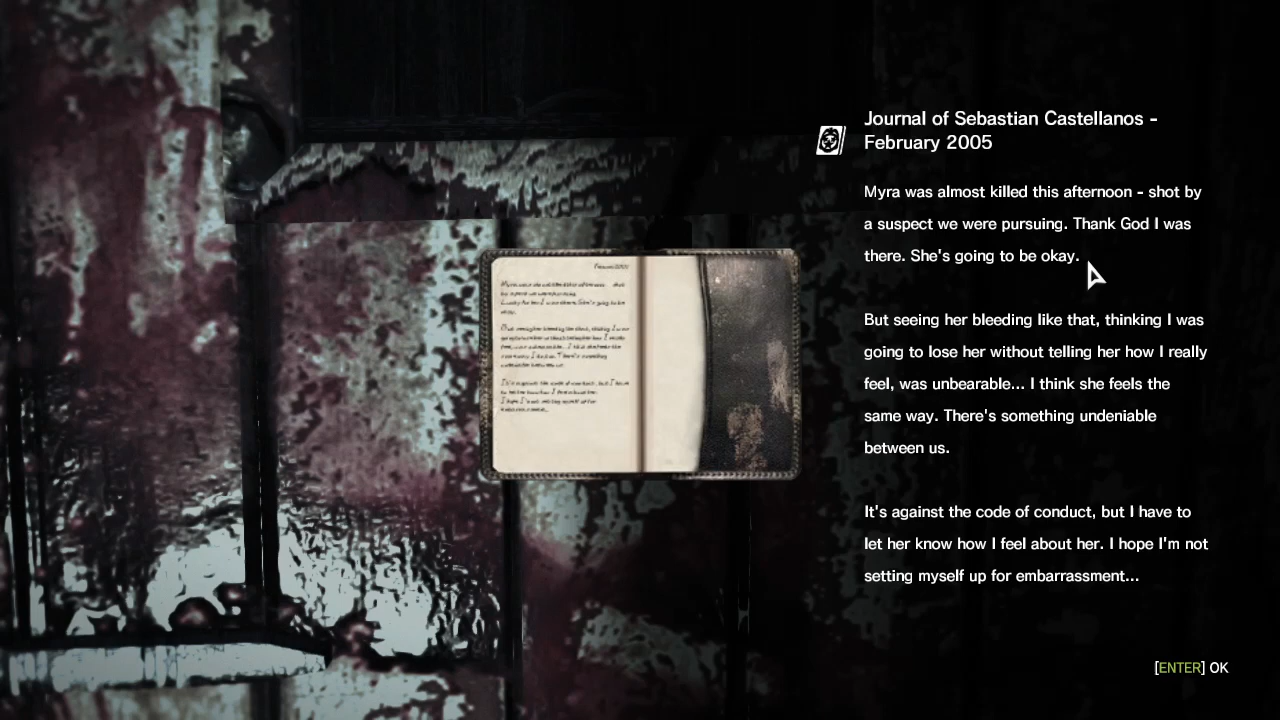 Journal of Sebastian Castellanos -
February 2005
Myra was almost killed this afternoon - shot by
a suspect we were pursuing. Thank God I was
there. She's going to be okay.
But seeing her bleeding like that, thinking I was
going to lose her without telling her how I really
feel, was unbearable... I think she feels the
same way. There's something undeniable
between us.
It's against the code of conduct, but I have to
let her know how I feel about her. I hope I'm not
setting myself up for embarrassment...
[ENTER] OK